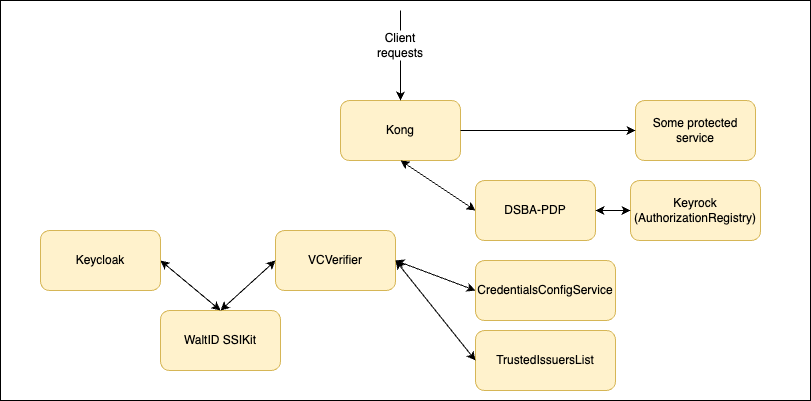 Client
requests
Kong
Some protected
service
DSBA-PDP
Keyrock
(AuthorizationRegistry)
Keycloak
VCVerifier
CredentialsConfigService
WaltID SSIKit
TrustedIssuersList